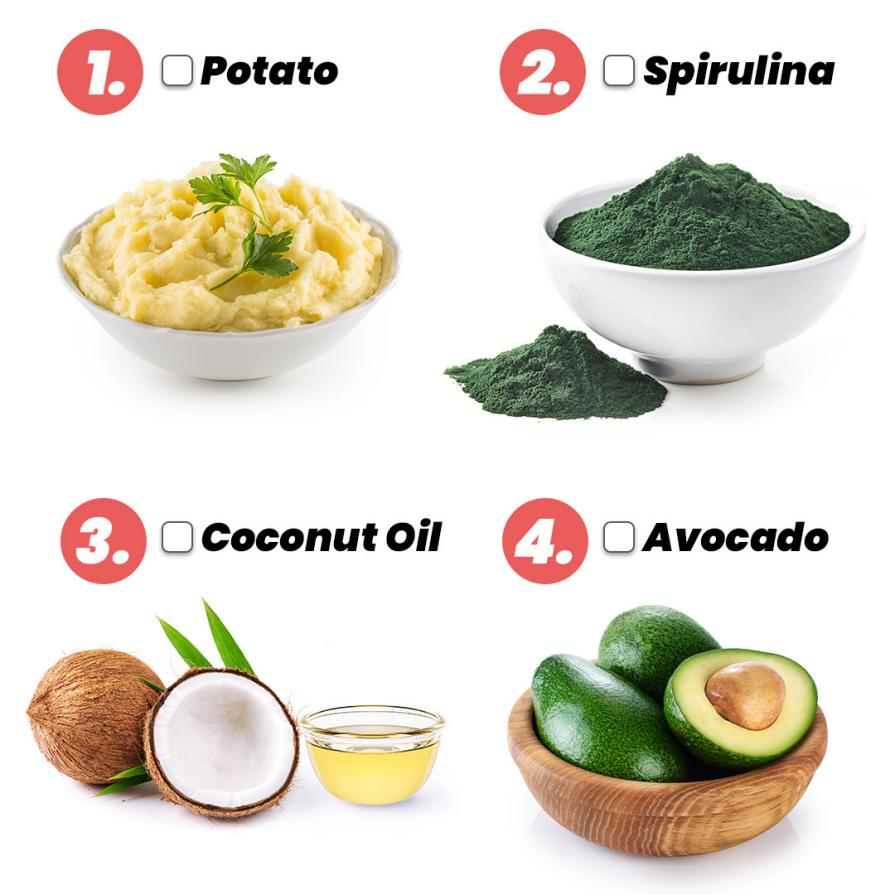 1. Potato
2. Spirulina
3. Coconut Oil
4. Avocado